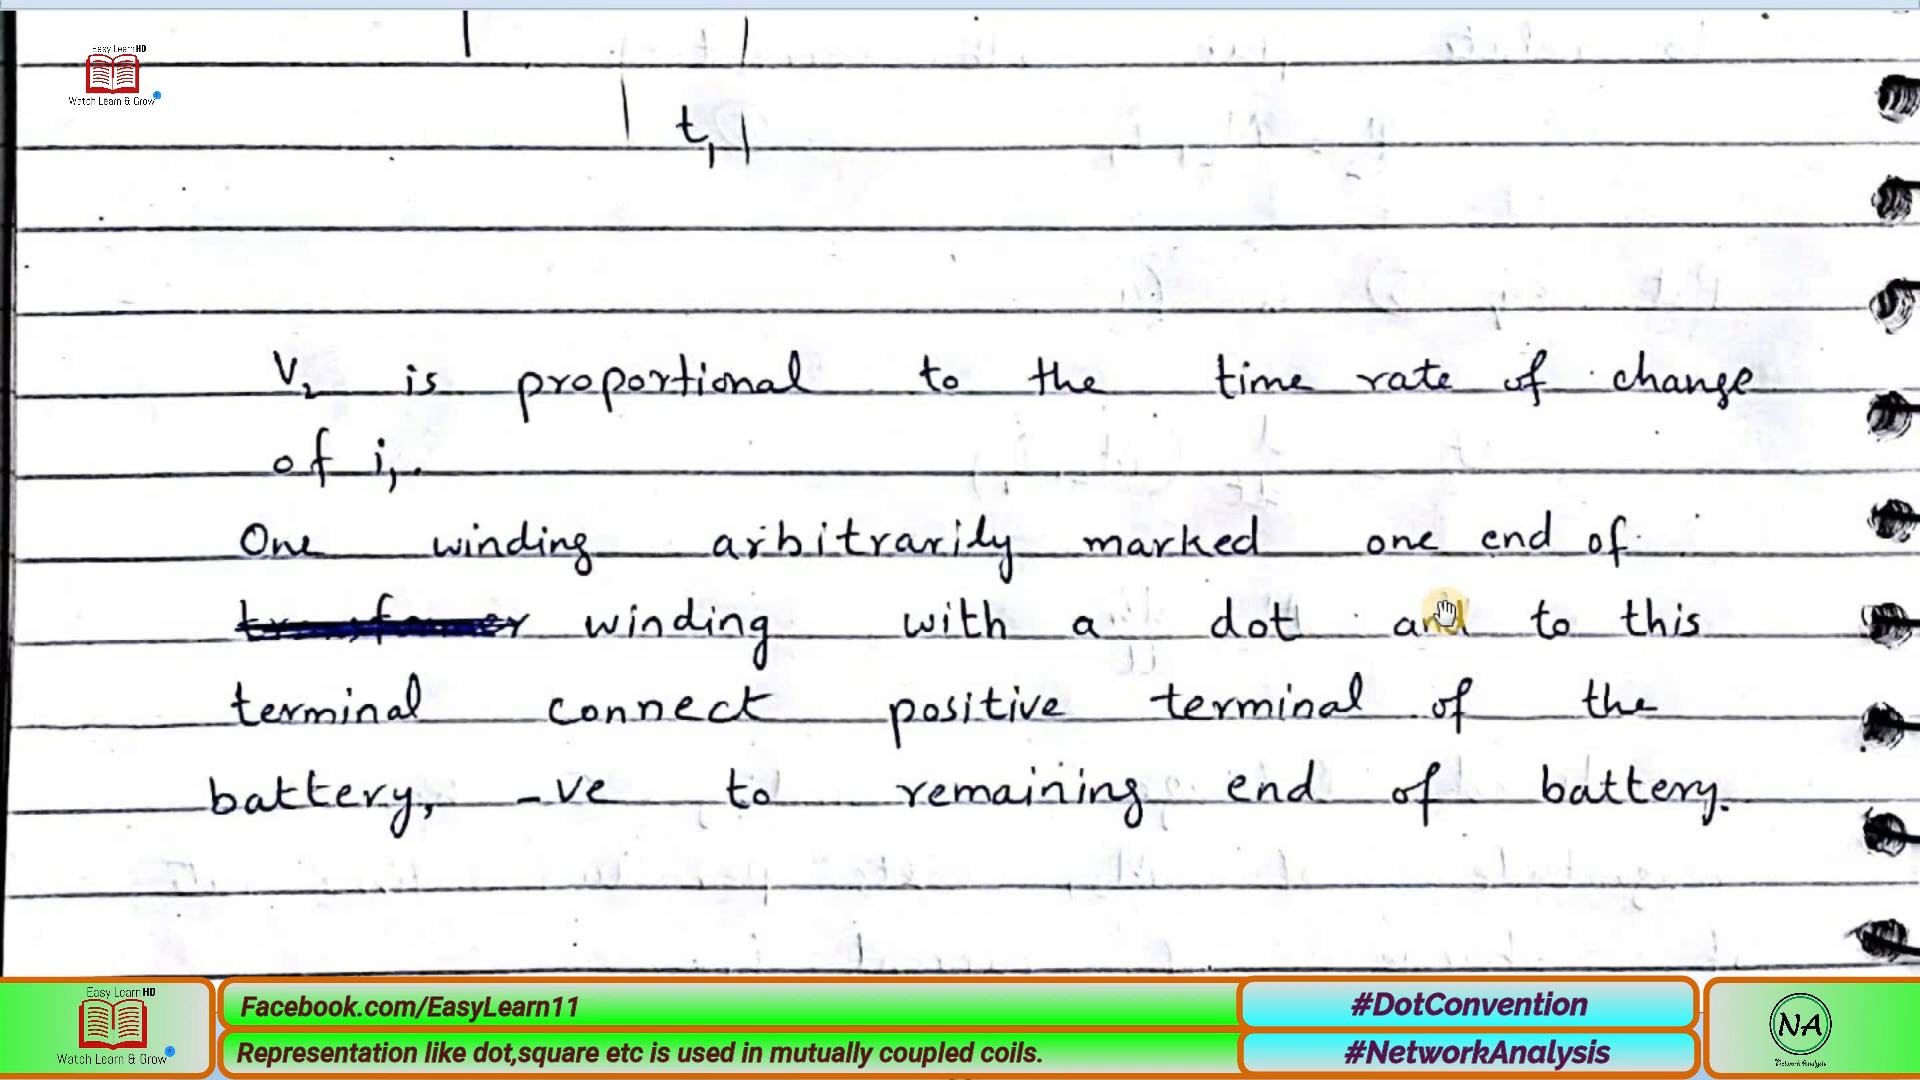 Easy Learn HD
Watch Learn & Grow
t₁
V₂ is proportional to the time rate of change
of i₁.
One winding arbitrarily marked one end of
winding with a dot and to this
terminal connect positive terminal of the
battery, -ve to remaining end of battery.
Easy Learn HD
Watch Learn & Grow
Facebook.com/EasyLearn11
Representation like dot,square etc is used in mutually coupled coils.
#DotConvention
#NetworkAnalysis
NA
Network Analysis